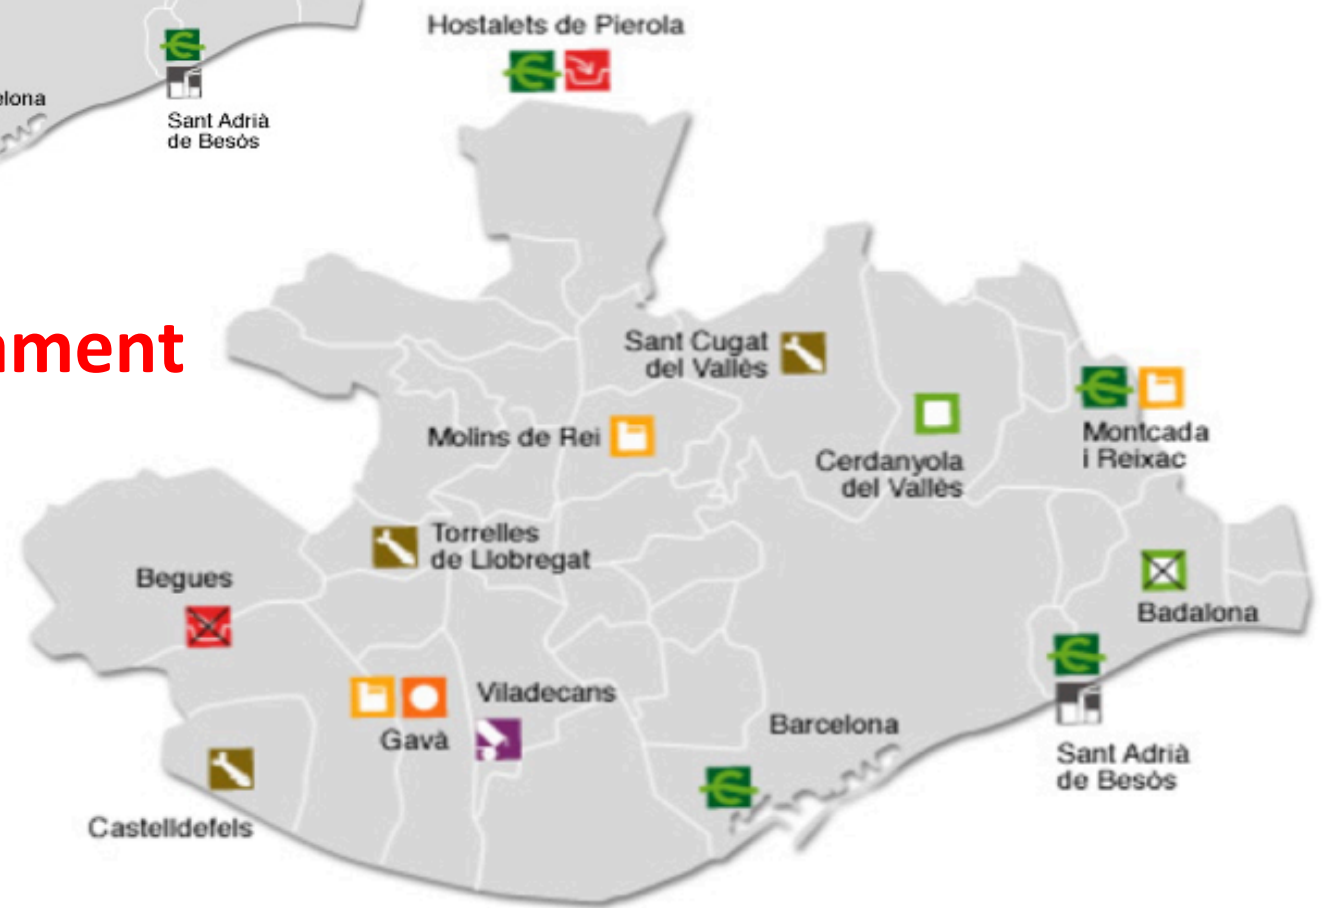 elona
Sant Adrià
de Besòs
Hostalets de Pierola
ament
Sant Cugat
del Vallès
Molins de Rei
Cerdanyola
del Vallès
Montcada
i Reixac
Torrelles
de Llobregat
Begues
Badalona
Viladecans
Gavà
Barcelona
Sant Adrià
de Besòs
Castelldefels